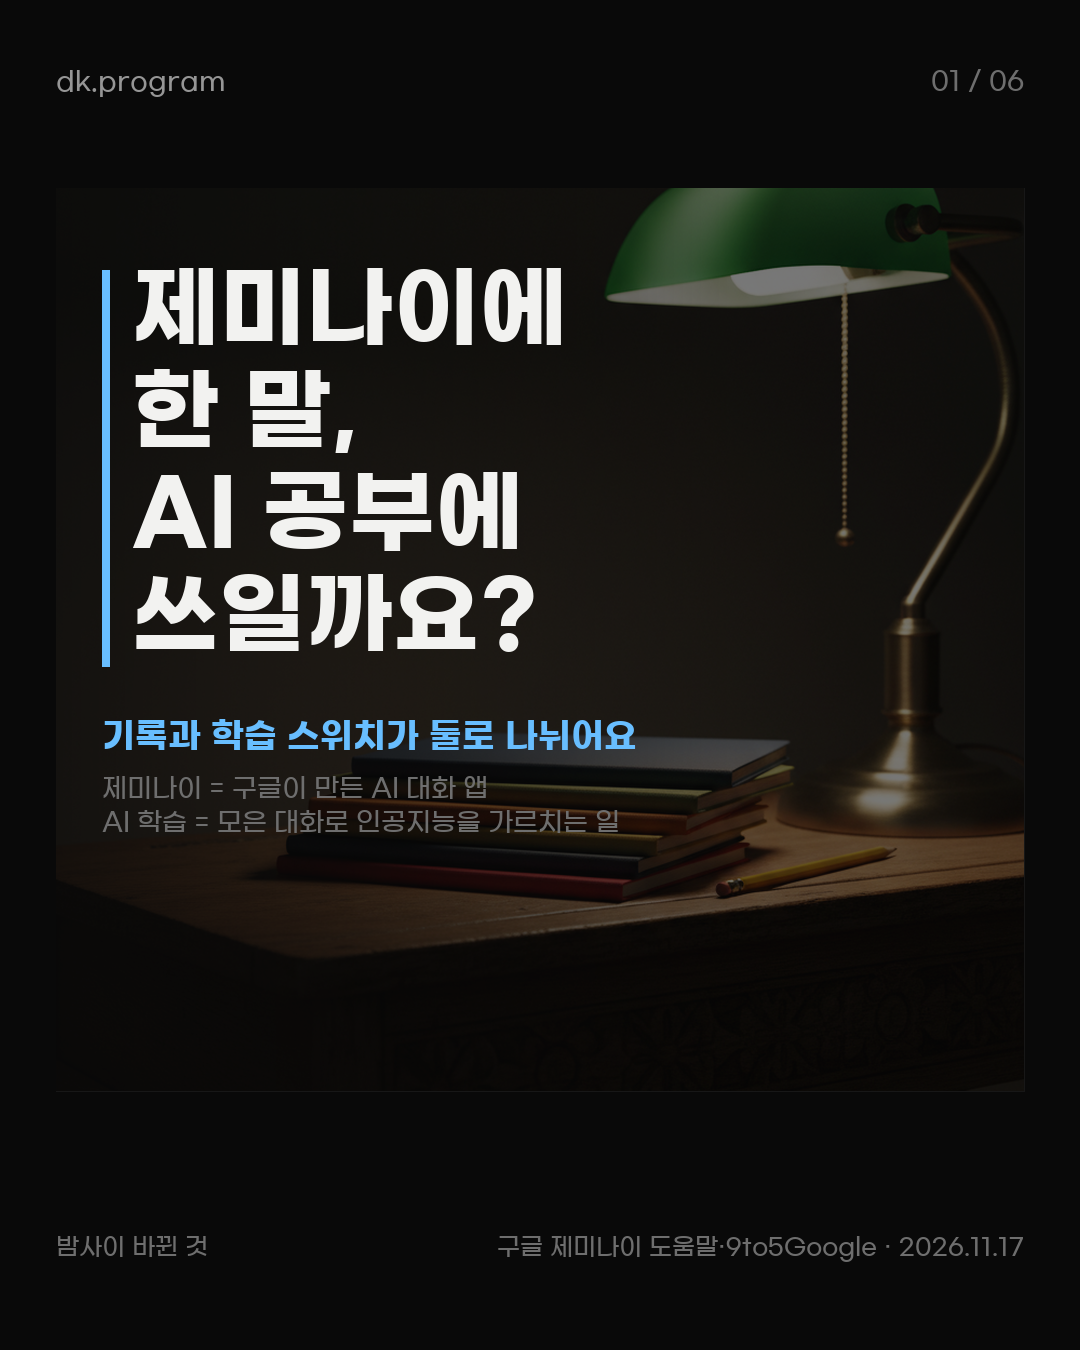 dk.program
01 / 06
제미나이에
한 말,
AI 공부에
쓰일까요?
기록과 학습 스위치가 둘로 나뉘어요
제미나이 = 구글이 만든 AI 대화 앱
AI 학습 = 모은 대화로 인공지능을 가르치는 일
밤사이 바뀐 것
구글 제미나이 도움말·9to5Google · 2026.11.17